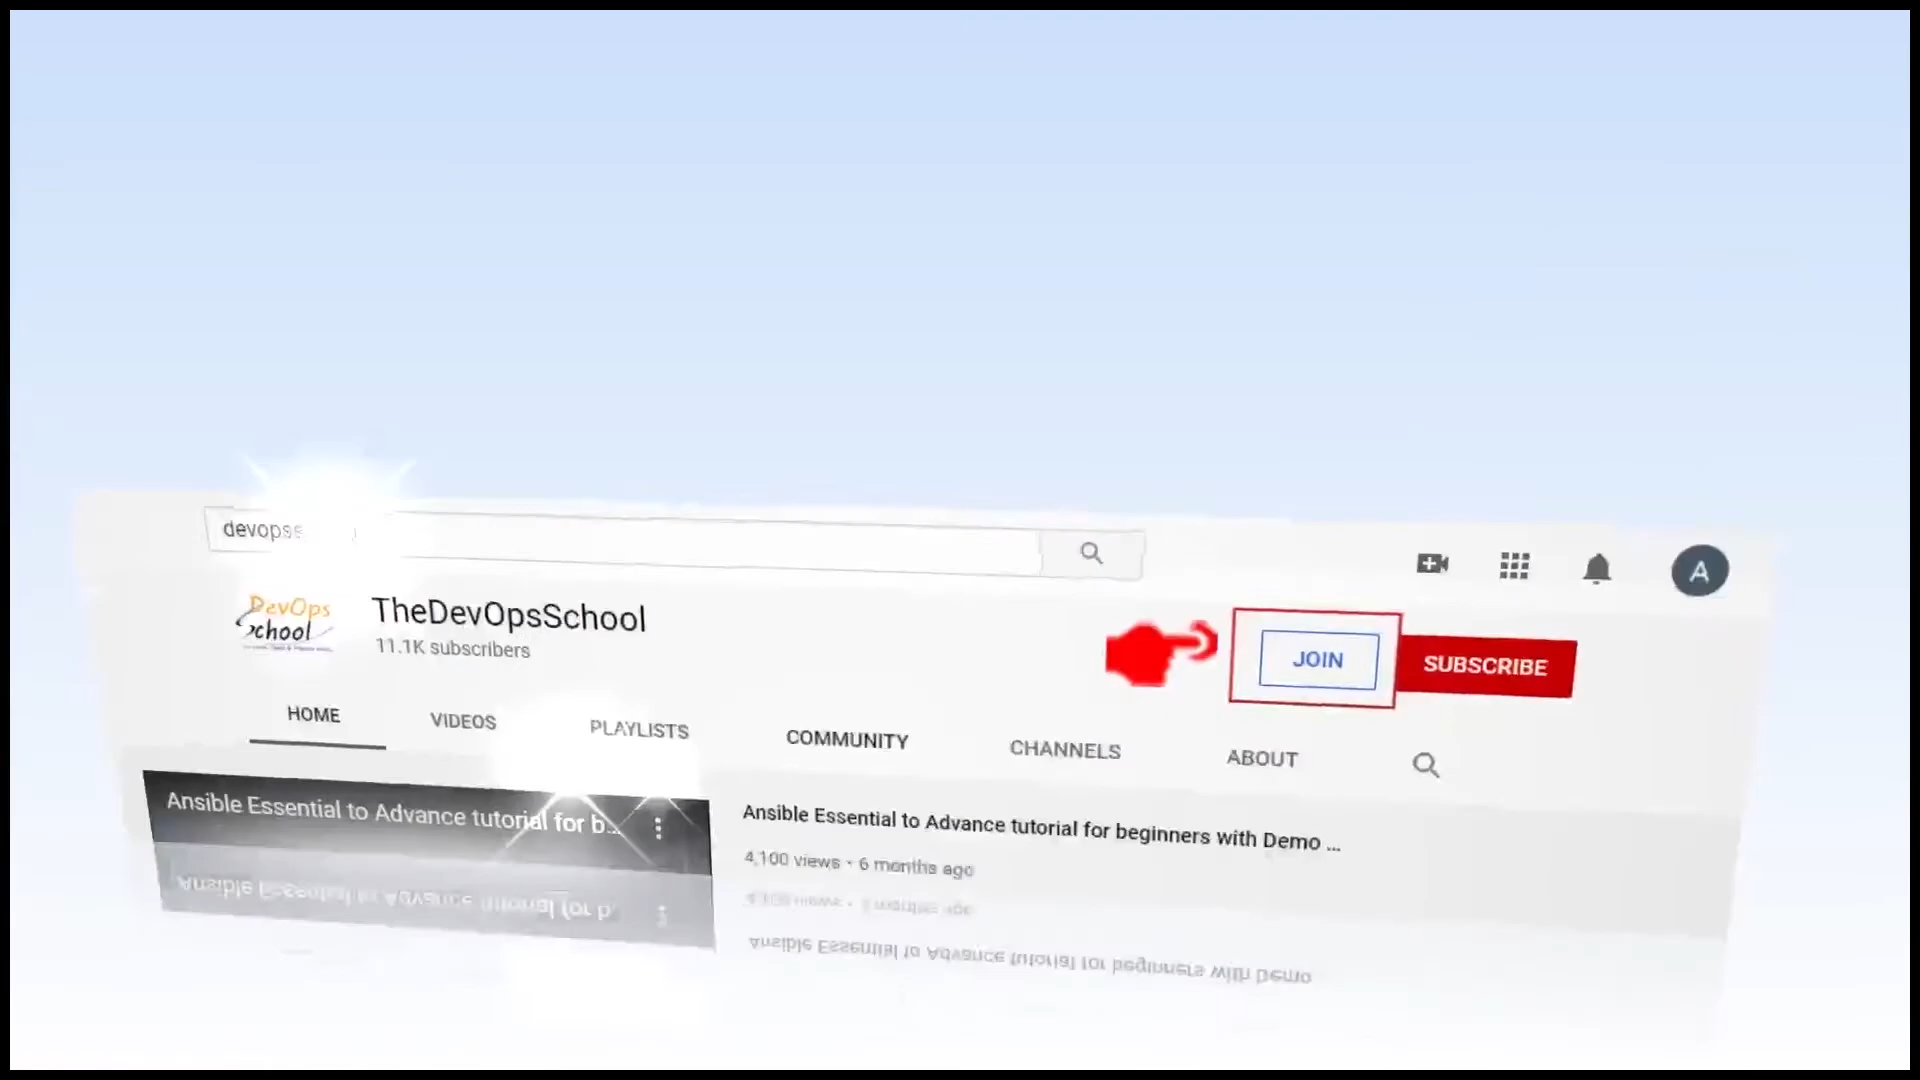 devops
DevOps
School
TheDevOpsSchool
11.1K subscribers
JOIN
SUBSCRIBE
A
HOME
VIDEOS
PLAYLISTS
COMMUNITY
CHANNELS
ABOUT
Ansible Essential to Advance tutorial for b...
Ansible Essential to Advance tutorial for beginners with Demo ...
4,100 views • 6 months ago